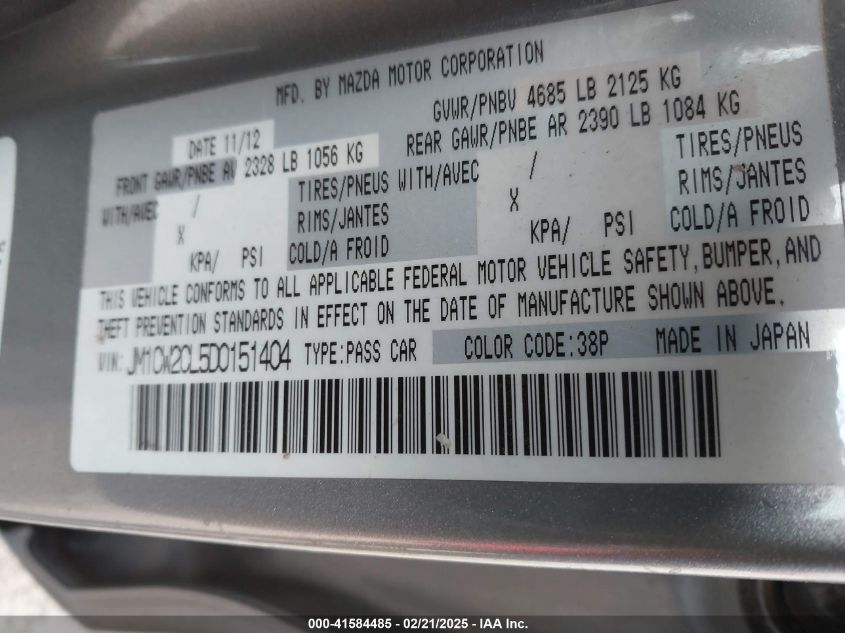 MFD. BY MAZDA MOTOR CORPORATION
DATE 11/12
GVWR/PNBV 4685 LB 2125 KG
FRONT GAWR/PNBE AV 2328 LB 1056 KG
REAR GAWR/PNBE AR 2390 LB 1084 KG
WITH/AVEC / TIRES/PNEUS WITH/AVEC / TIRES/PNEUS
X RIMS/JANTES X RIMS/JANTES
KPA/ PSI COLD/A FROID KPA/ PSI COLD/A FROID
THIS VEHICLE CONFORMS TO ALL APPLICABLE FEDERAL MOTOR VEHICLE SAFETY, BUMPER, AND
THEFT PREVENTION STANDARDS IN EFFECT ON THE DATE OF MANUFACTURE SHOWN ABOVE.
VIN: JM1CW2CL5D0151404 TYPE:PASS CAR COLOR CODE:38P MADE IN JAPAN
000-41584485 - 02/21/2025 - IAA Inc.